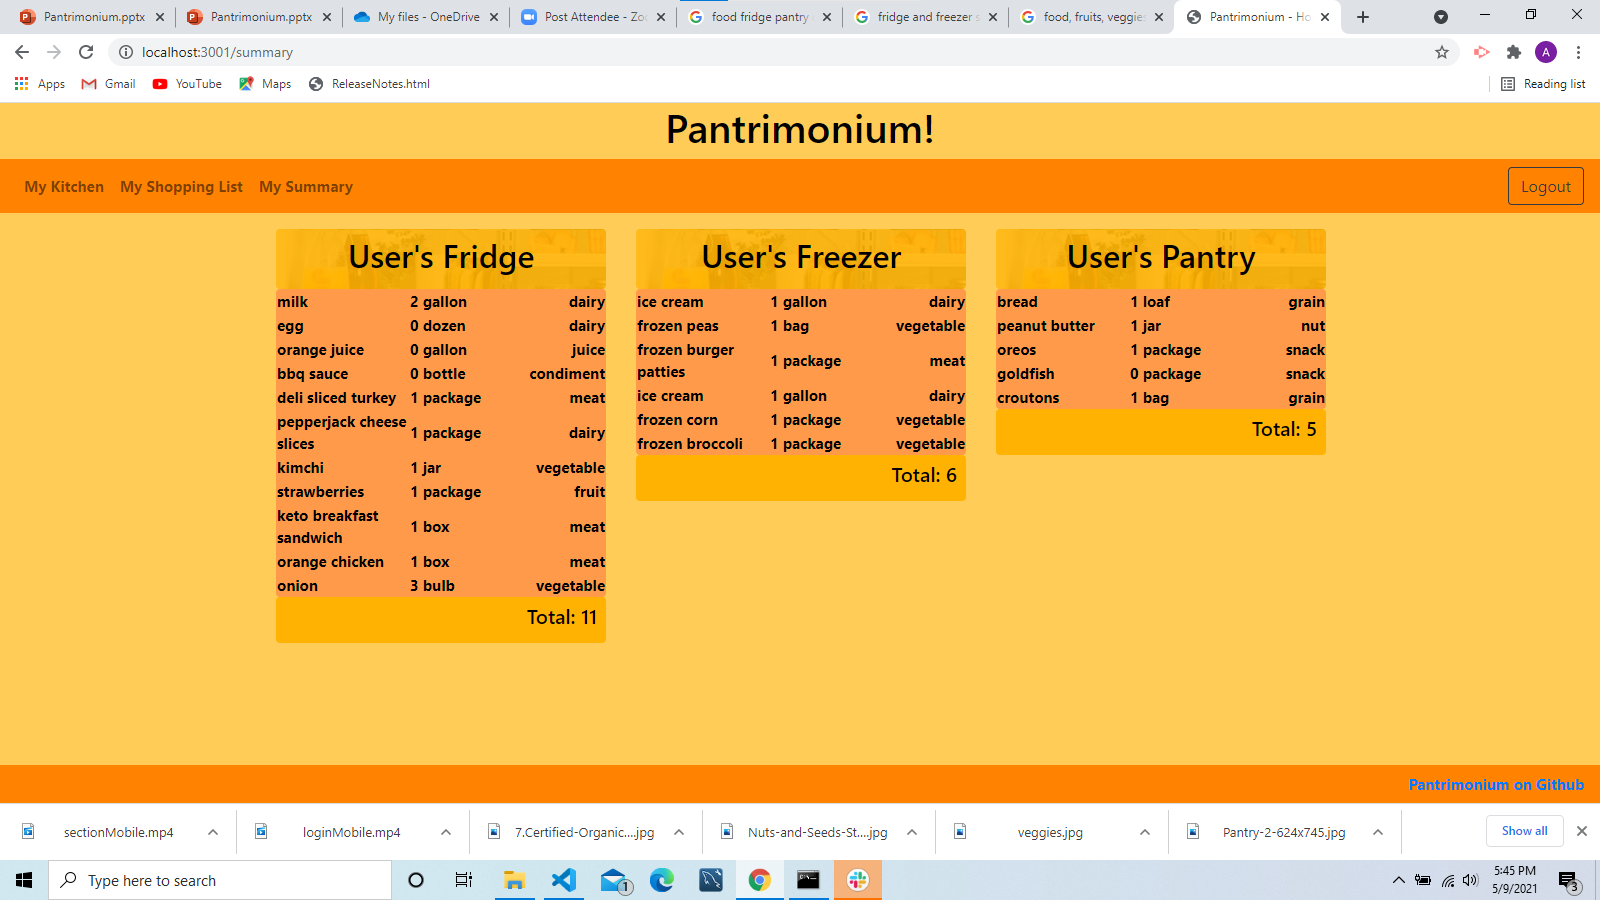 Pantrimonium.pptx
Pantrimonium.pptx
My files - OneDrive
Post Attendee - Zoo
food fridge pantry
fridge and freezer s
food, fruits, veggies
Pantrimonium - Ho
localhost:3001/summary
A
Apps
Gmail
YouTube
Maps
ReleaseNotes.html
Reading list
Pantrimonium!
My Kitchen My Shopping List My Summary
Logout
User's Fridge
milk 2 gallon dairy
egg 0 dozen dairy
orange juice 0 gallon juice
bbq sauce 0 bottle condiment
deli sliced turkey 1 package meat
pepperjack cheese
slices 1 package dairy
kimchi 1 jar vegetable
strawberries 1 package fruit
keto breakfast
sandwich 1 box meat
orange chicken 1 box meat
onion 3 bulb vegetable
Total: 11
User's Freezer
ice cream 1 gallon dairy
frozen peas 1 bag vegetable
frozen burger
patties 1 package meat
ice cream 1 gallon dairy
frozen corn 1 package vegetable
frozen broccoli 1 package vegetable
Total: 6
User's Pantry
bread 1 loaf grain
peanut butter 1 jar nut
oreos 1 package snack
goldfish 0 package snack
croutons 1 bag grain
Total: 5
Pantrimonium on Github
sectionMobile.mp4
loginMobile.mp4
7.Certified-Organic....jpg
Nuts-and-Seeds-St....jpg
veggies.jpg
Pantry-2-624x745.jpg
Show all
Type here to search
1
5:45 PM
5/9/2021
3